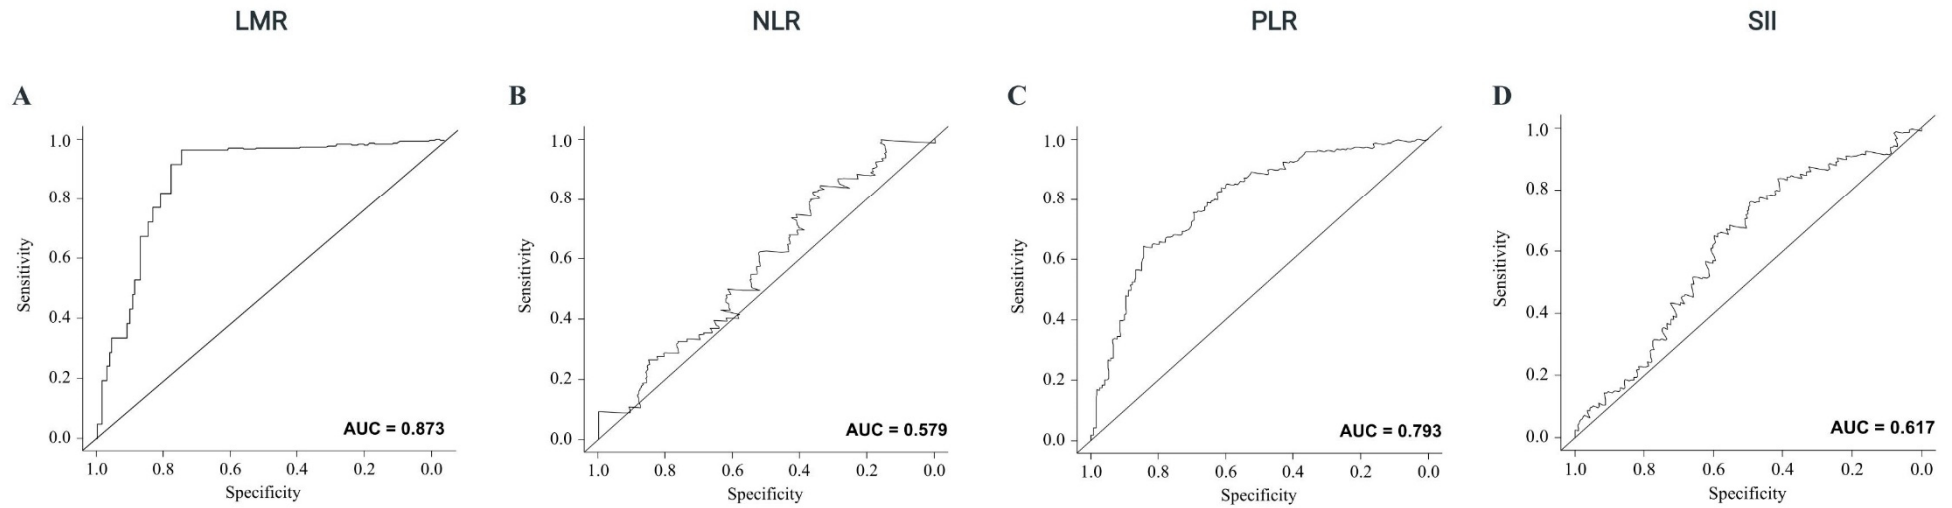 LMR
NLR
PLR
SII
A
Sensitivity
1.0
0.8
0.6
0.4
0.2
0.0
AUC = 0.873
1.0 0.8 0.6 0.4 0.2 0.0
Specificity
B
Sensitivity
1.0
0.8
0.6
0.4
0.2
0.0
AUC = 0.579
1.0 0.8 0.6 0.4 0.2 0.0
Specificity
C
Sensitivity
1.0
0.8
0.6
0.4
0.2
0.0
AUC = 0.793
1.0 0.8 0.6 0.4 0.2 0.0
Specificity
D
Sensitivity
1.0
0.8
0.6
0.4
0.2
0.0
AUC = 0.617
1.0 0.8 0.6 0.4 0.2 0.0
Specificity